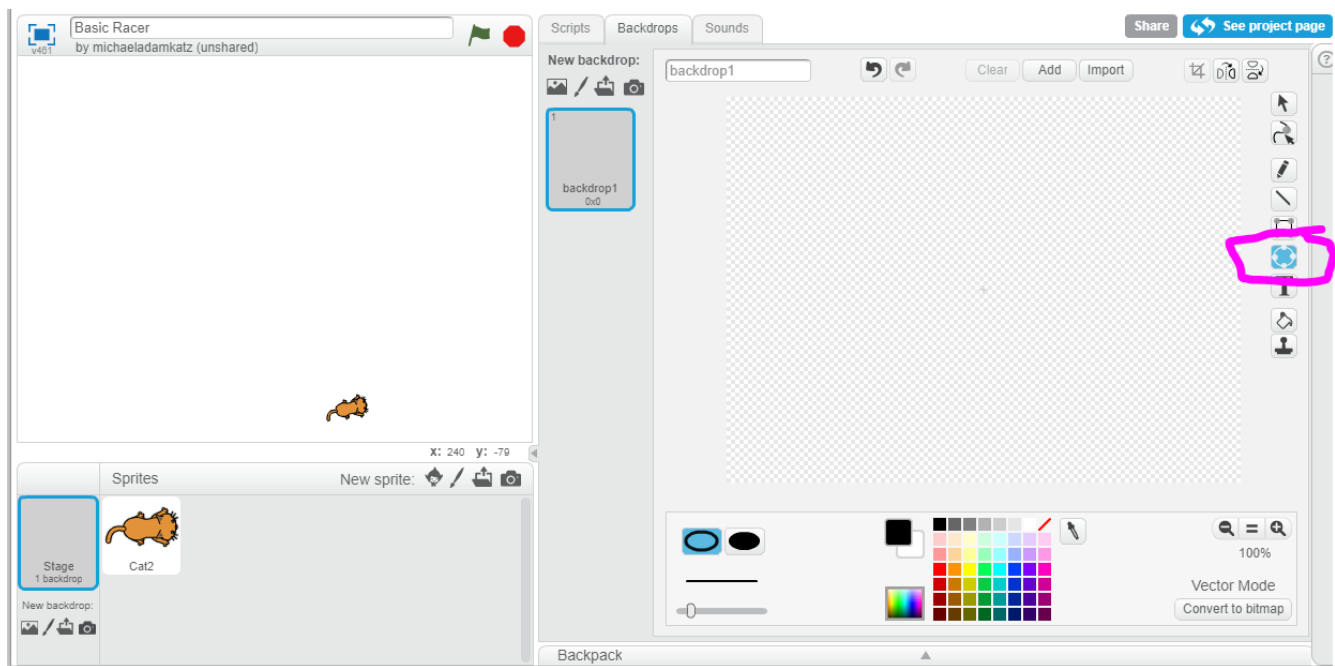 Basic Racer
v461
by michaeladamkatz (unshared)
Scripts
Backdrops
Sounds
Share
See project page
New backdrop:
backdrop1
Clear
Add
Import
?
1
backdrop1
0x0
T
X: 240 y: -79
Sprites
New sprite:
Stage
1 backdrop
Cat2
New backdrop:
100%
Vector Mode
Convert to bitmap
Backpack